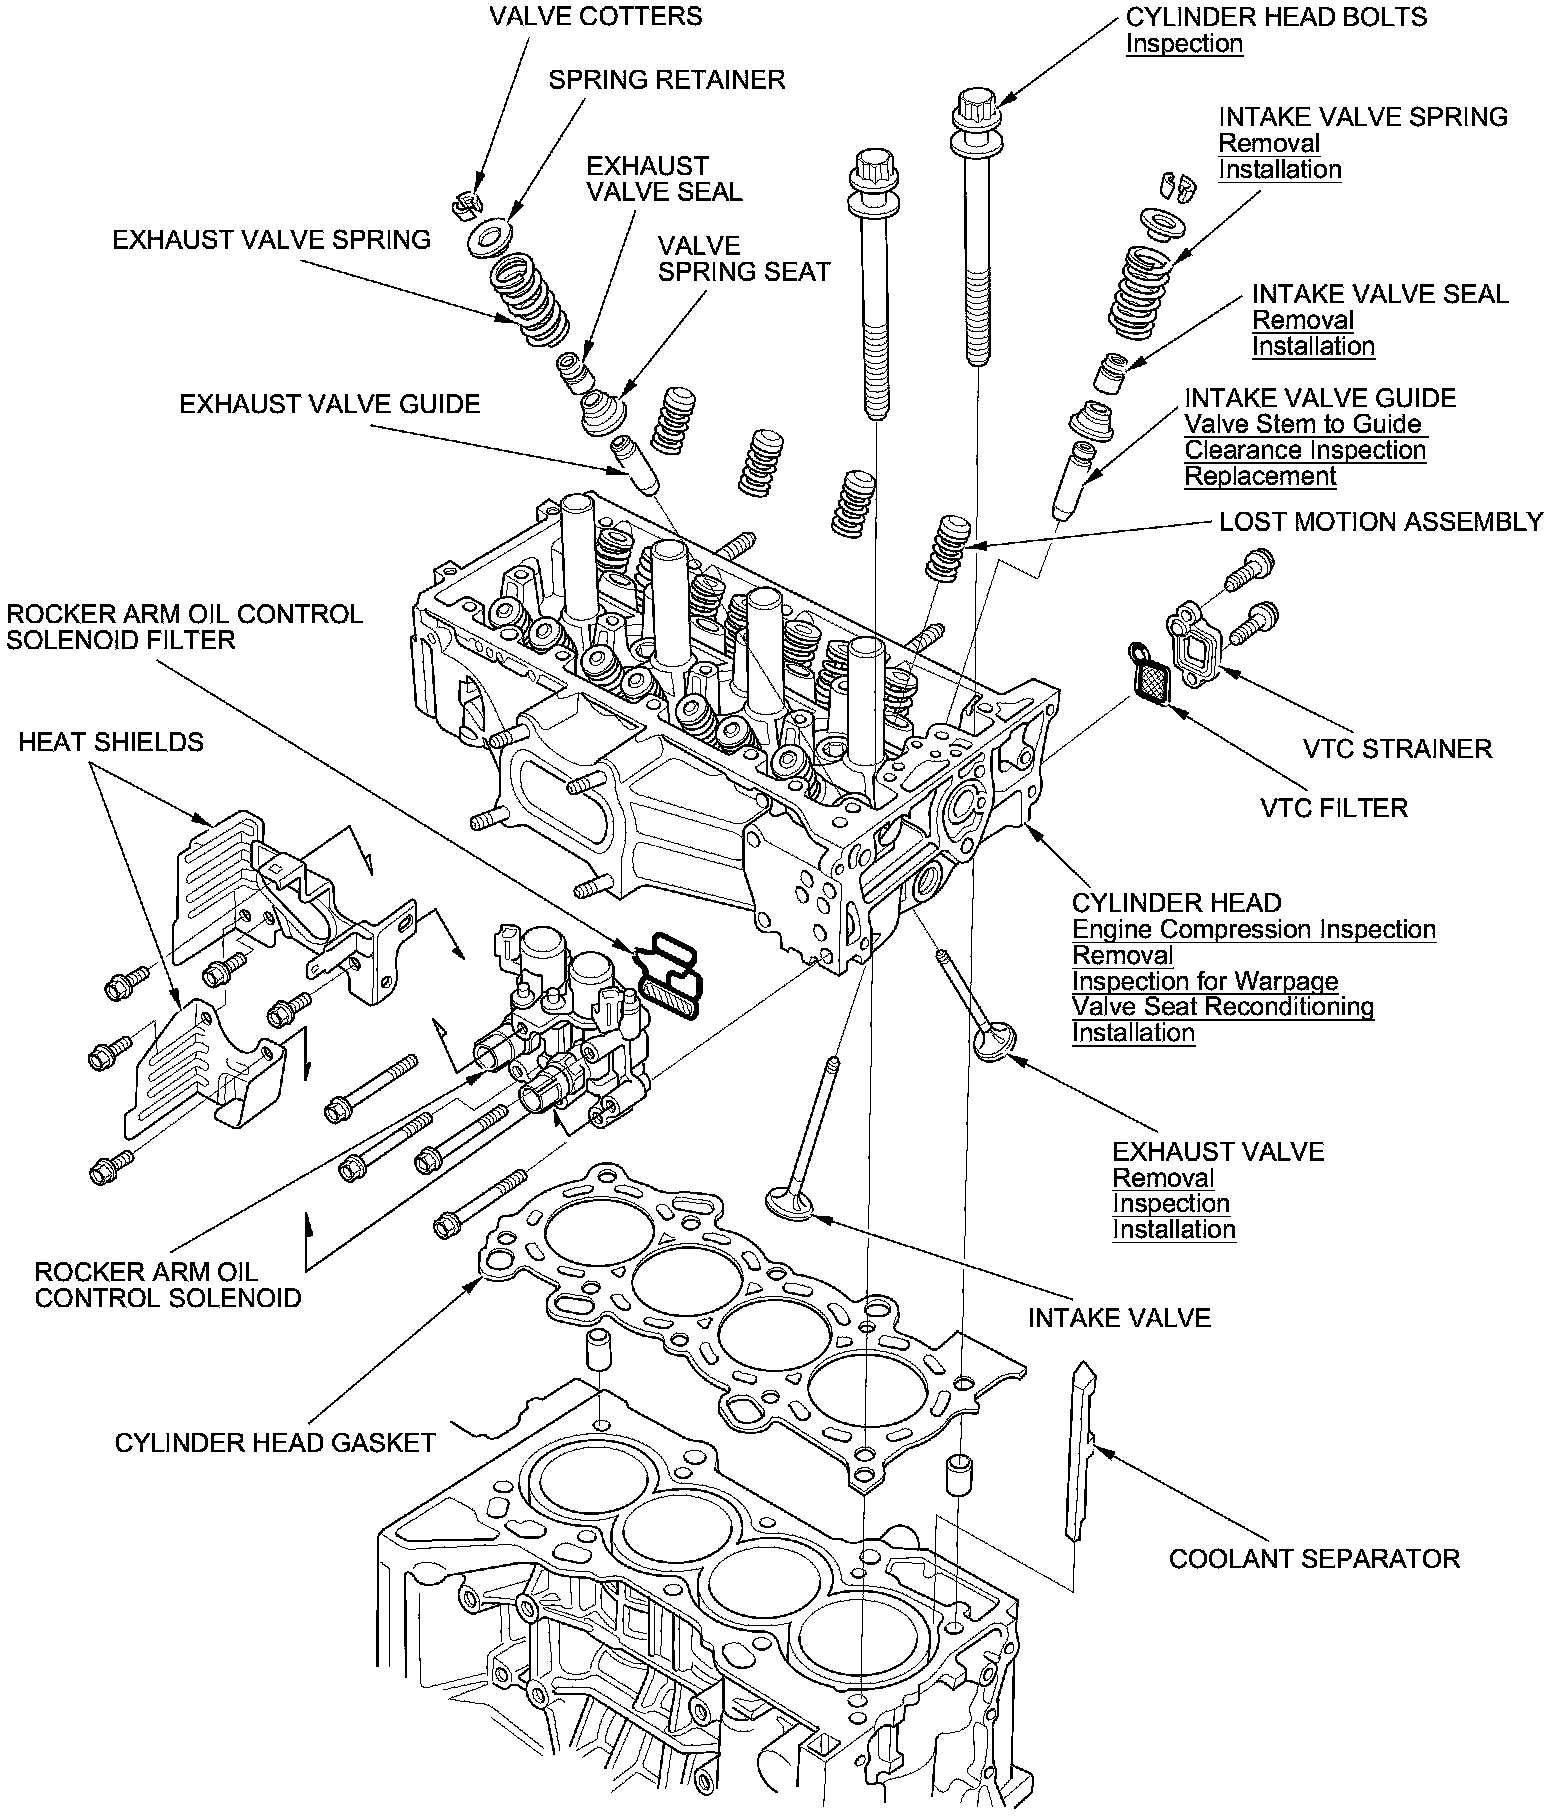 VALVE COTTERS
CYLINDER HEAD BOLTS
Inspection
SPRING RETAINER
INTAKE VALVE SPRING
Removal
Installation
EXHAUST
VALVE SEAL
EXHAUST VALVE SPRING
VALVE
SPRING SEAT
INTAKE VALVE SEAL
Removal
Installation
EXHAUST VALVE GUIDE
INTAKE VALVE GUIDE
Valve Stem to Guide
Clearance Inspection
Replacement
LOST MOTION ASSEMBLY
ROCKER ARM OIL CONTROL
SOLENOID FILTER
HEAT SHIELDS
VTC STRAINER
VTC FILTER
CYLINDER HEAD
Engine Compression Inspection
Removal
Inspection for Warpage
Valve Seat Reconditioning
Installation
EXHAUST VALVE
Removal
Inspection
Installation
ROCKER ARM OIL
CONTROL SOLENOID
INTAKE VALVE
CYLINDER HEAD GASKET
COOLANT SEPARATOR